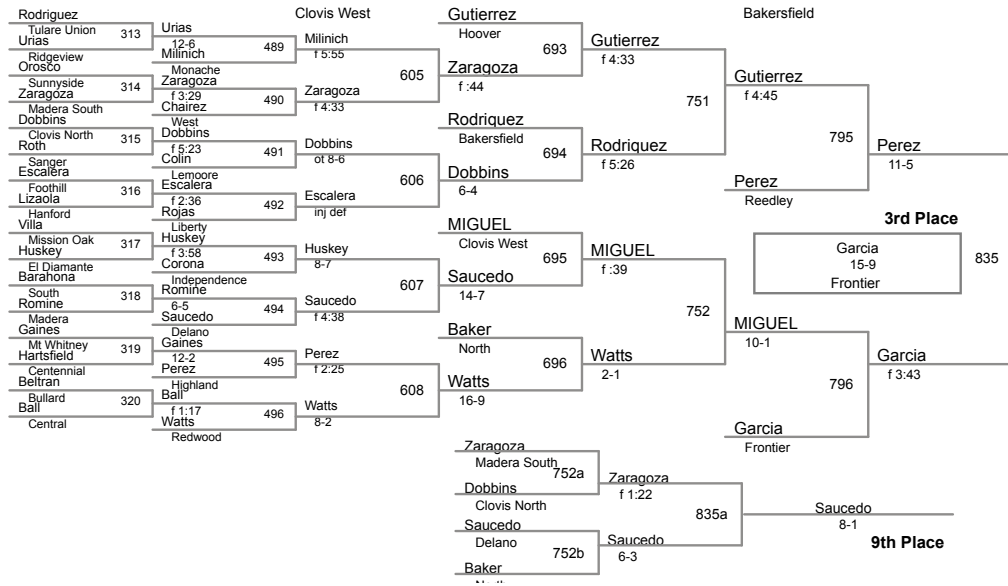 Rodriguez
Tulare Union
313
Urias
Ridgeview
Orosco
Sunnyside
314
Zaragoza
Madera South
Dobbins
Clovis North
315
Roth
Sanger
Escalera
Foothill
316
Lizaola
Hanford
Villa
Mission Oak
317
Huskey
El Diamante
Barahona
South
318
Romine
Madera
Gaines
Mt Whitney
319
Hartsfield
Centennial
Beltran
Bullard
320
Ball
Central
Urias
12-6
489
Milinich
Monache
Zaragoza
f 3:29
490
Chairez
West
Dobbins
f 5:23
491
Colin
Lemoore
Escalera
f 2:36
492
Rojas
Liberty
Huskey
f 3:58
493
Corona
Independence
Romine
6-5
494
Saucedo
Delano
Gaines
12-2
495
Perez
Highland
Ball
f 1:17
496
Watts
Redwood
Clovis West
Milinich
f 5:55
605
Zaragoza
f 4:33
Dobbins
ot 8-6
606
Escalera
inj def
Huskey
8-7
607
Saucedo
f 4:38
Perez
f 2:25
608
Watts
8-2
Gutierrez
Hoover
693
Zaragoza
f :44
Rodriquez
Bakersfield
694
Dobbins
6-4
MIGUEL
Clovis West
695
Saucedo
14-7
Baker
North
696
Watts
16-9
Gutierrez
f 4:33
751
Rodriquez
f 5:26
MIGUEL
f :39
752
Watts
2-1
Bakersfield
Gutierrez
f 4:45
795
Perez
Reedley
MIGUEL
10-1
796
Garcia
Frontier
Perez
11-5
3rd Place
Garcia
15-9
Frontier
835
Garcia
f 3:43
Zaragoza
Madera South
752a
Dobbins
Clovis North
Saucedo
Delano
752b
Baker
North
Zaragoza
f 1:22
835a
Saucedo
6-3
Saucedo
8-1
9th Place